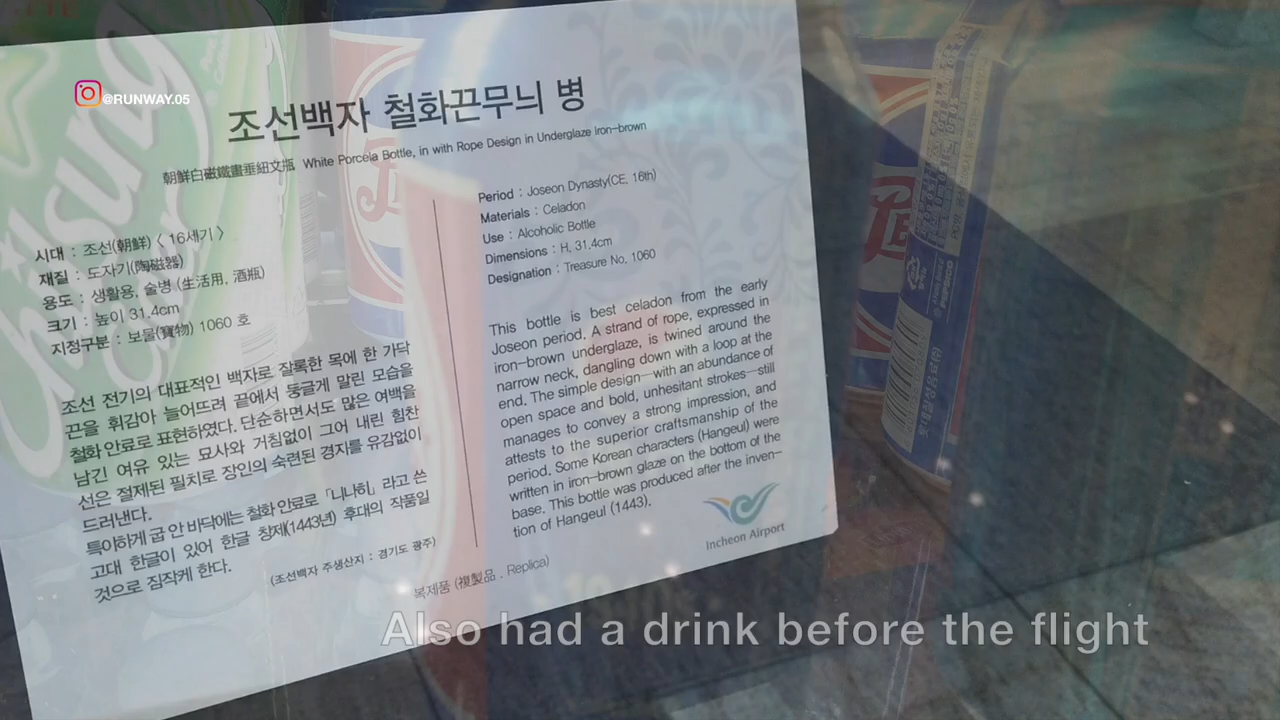 @RUNWAY.05
조선백자 철화끈무늬 병
朝鮮白磁鐵畫垂紐文瓶 White Porcela Bottle, in with Rope Design in Underglaze Iron-brown
시대 : 조선(朝鮮) < 16세기 >
재질 : 도자기(陶磁器)
용도 : 생활용, 술병 (生活用, 酒瓶)
크기 : 높이 31.4cm
지정구분 : 보물(寶物) 1060 호
조선 전기의 대표적인 백자로 잘록한 목에 한 가닥
끈을 휘감아 늘어뜨려 끝에서 둥글게 말린 모습을
철화 안료로 표현하였다. 단순하면서도 많은 여백을
남긴 여유 있는 묘사와 거침없이 그어 내린 힘찬
선은 절제된 필치로 장인의 숙련된 경지를 유감없이
드러낸다.
특이하게 굽 안 바닥에는 철화 안료로 「니나히」라고 쓴
고대 한글이 있어 한글 창제(1443년) 후대의 작품일
것으로 짐작케 한다.
(조선백자 주생산지 : 경기도 광주)
Period : Joseon Dynasty(CE, 16th)
Materials : Celadon
Use : Alcoholic Bottle
Dimensions : H, 31.4cm
Designation : Treasure No, 1060
This bottle is best celadon from the early
Joseon period. A strand of rope, expressed in
iron-brown underglaze, is twined around the
narrow neck, dangling down with a loop at the
end. The simple design—with an abundance of
open space and bold, unhesitant strokes—still
manages to convey a strong impression, and
attests to the superior craftsmanship of the
period. Some Korean characters (Hangeul) were
written in iron-brown glaze on the bottom of the
base. This bottle was produced after the inven-
tion of Hangeul (1443).
Incheon Airport
복제품 (複製品 . Replica)
Also had a drink before the flight
chilsung
Cider